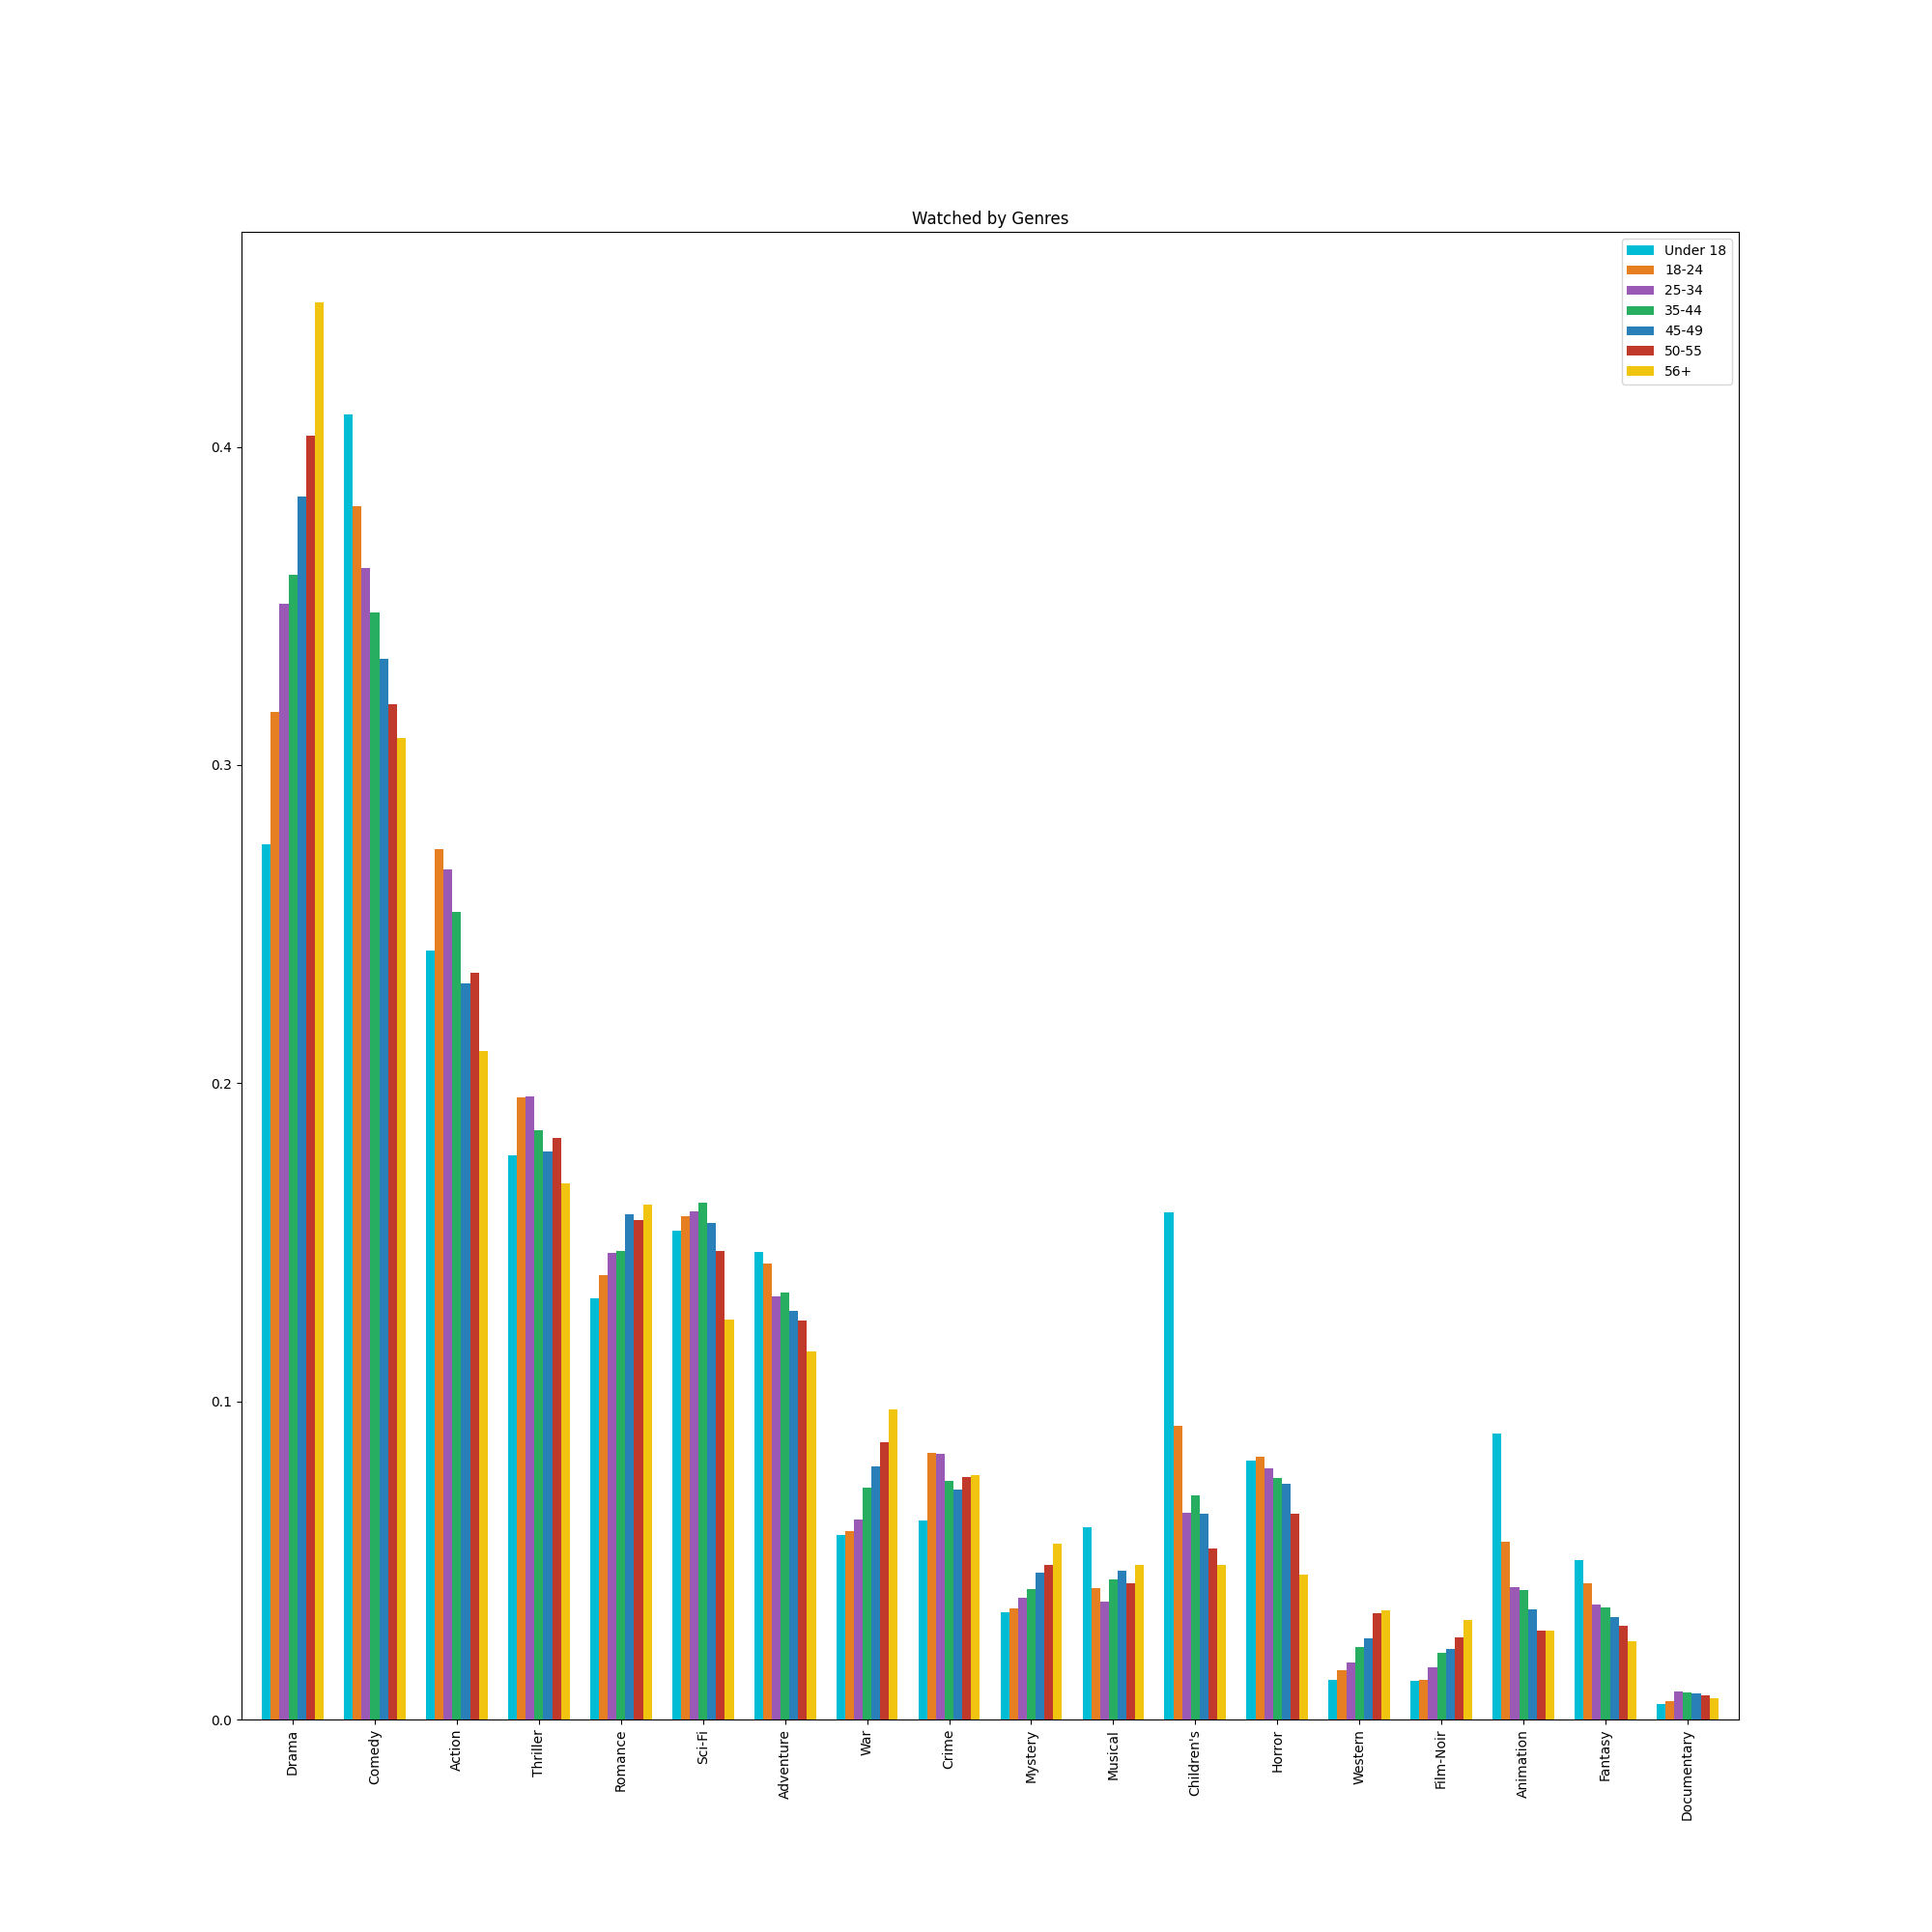 Watched by Genres
Under 18
18-24
25-34
35-44
45-49
50-55
56+
0.4
0.3
0.2
0.1
0.0
Drama
Comedy
Action
Thriller
Romance
Sci-Fi
Adventure
War
Crime
Mystery
Musical
Children's
Horror
Western
Film-Noir
Animation
Fantasy
Documentary